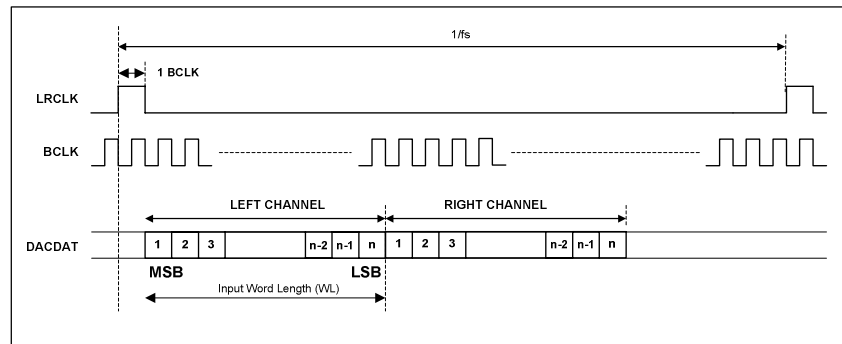 1/fs
1 BCLK
LRCLK
BCLK
LEFT CHANNEL RIGHT CHANNEL
DACDAT 1 2 3 n-2 n-1 n 1 2 3 n-2 n-1 n
MSB LSB
Input Word Length (WL)